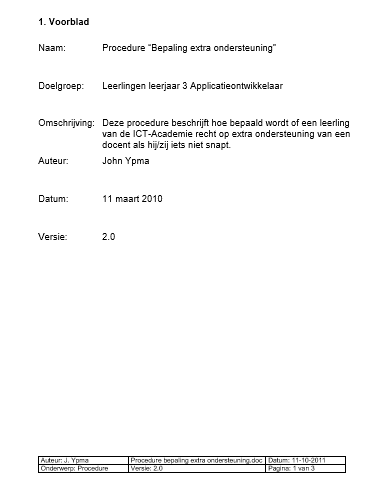 1. Voorblad
Naam: Procedure "Bepaling extra ondersteuning"
Doelgroep: Leerlingen leerjaar 3 Applicatieontwikkelaar
Omschrijving: Deze procedure beschrijft hoe bepaald wordt of een leerling
van de ICT-Academie recht op extra ondersteuning van een
docent als hij/zij iets niet snapt.
Auteur: John Ypma
Datum: 11 maart 2010
Versie: 2.0
Auteur: J. Ypma Procedure bepaling extra ondersteuning.doc Datum: 11-10-2011
Onderwerp: Procedure Versie: 2.0 Pagina: 1 van 3